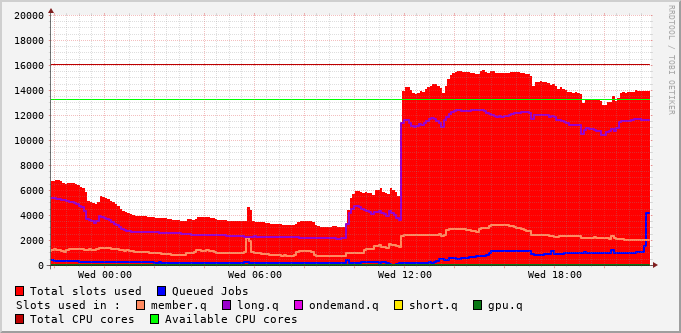 20000
18000
16000
14000
12000
10000
8000
6000
4000
2000
0
Wed 00:00 Wed 06:00 Wed 12:00 Wed 18:00
RRDTOOL / TOBI OETIKER
Total slots used Queued Jobs
Slots used in : member.q long.q ondemand.q short.q gpu.q
Total CPU cores Available CPU cores